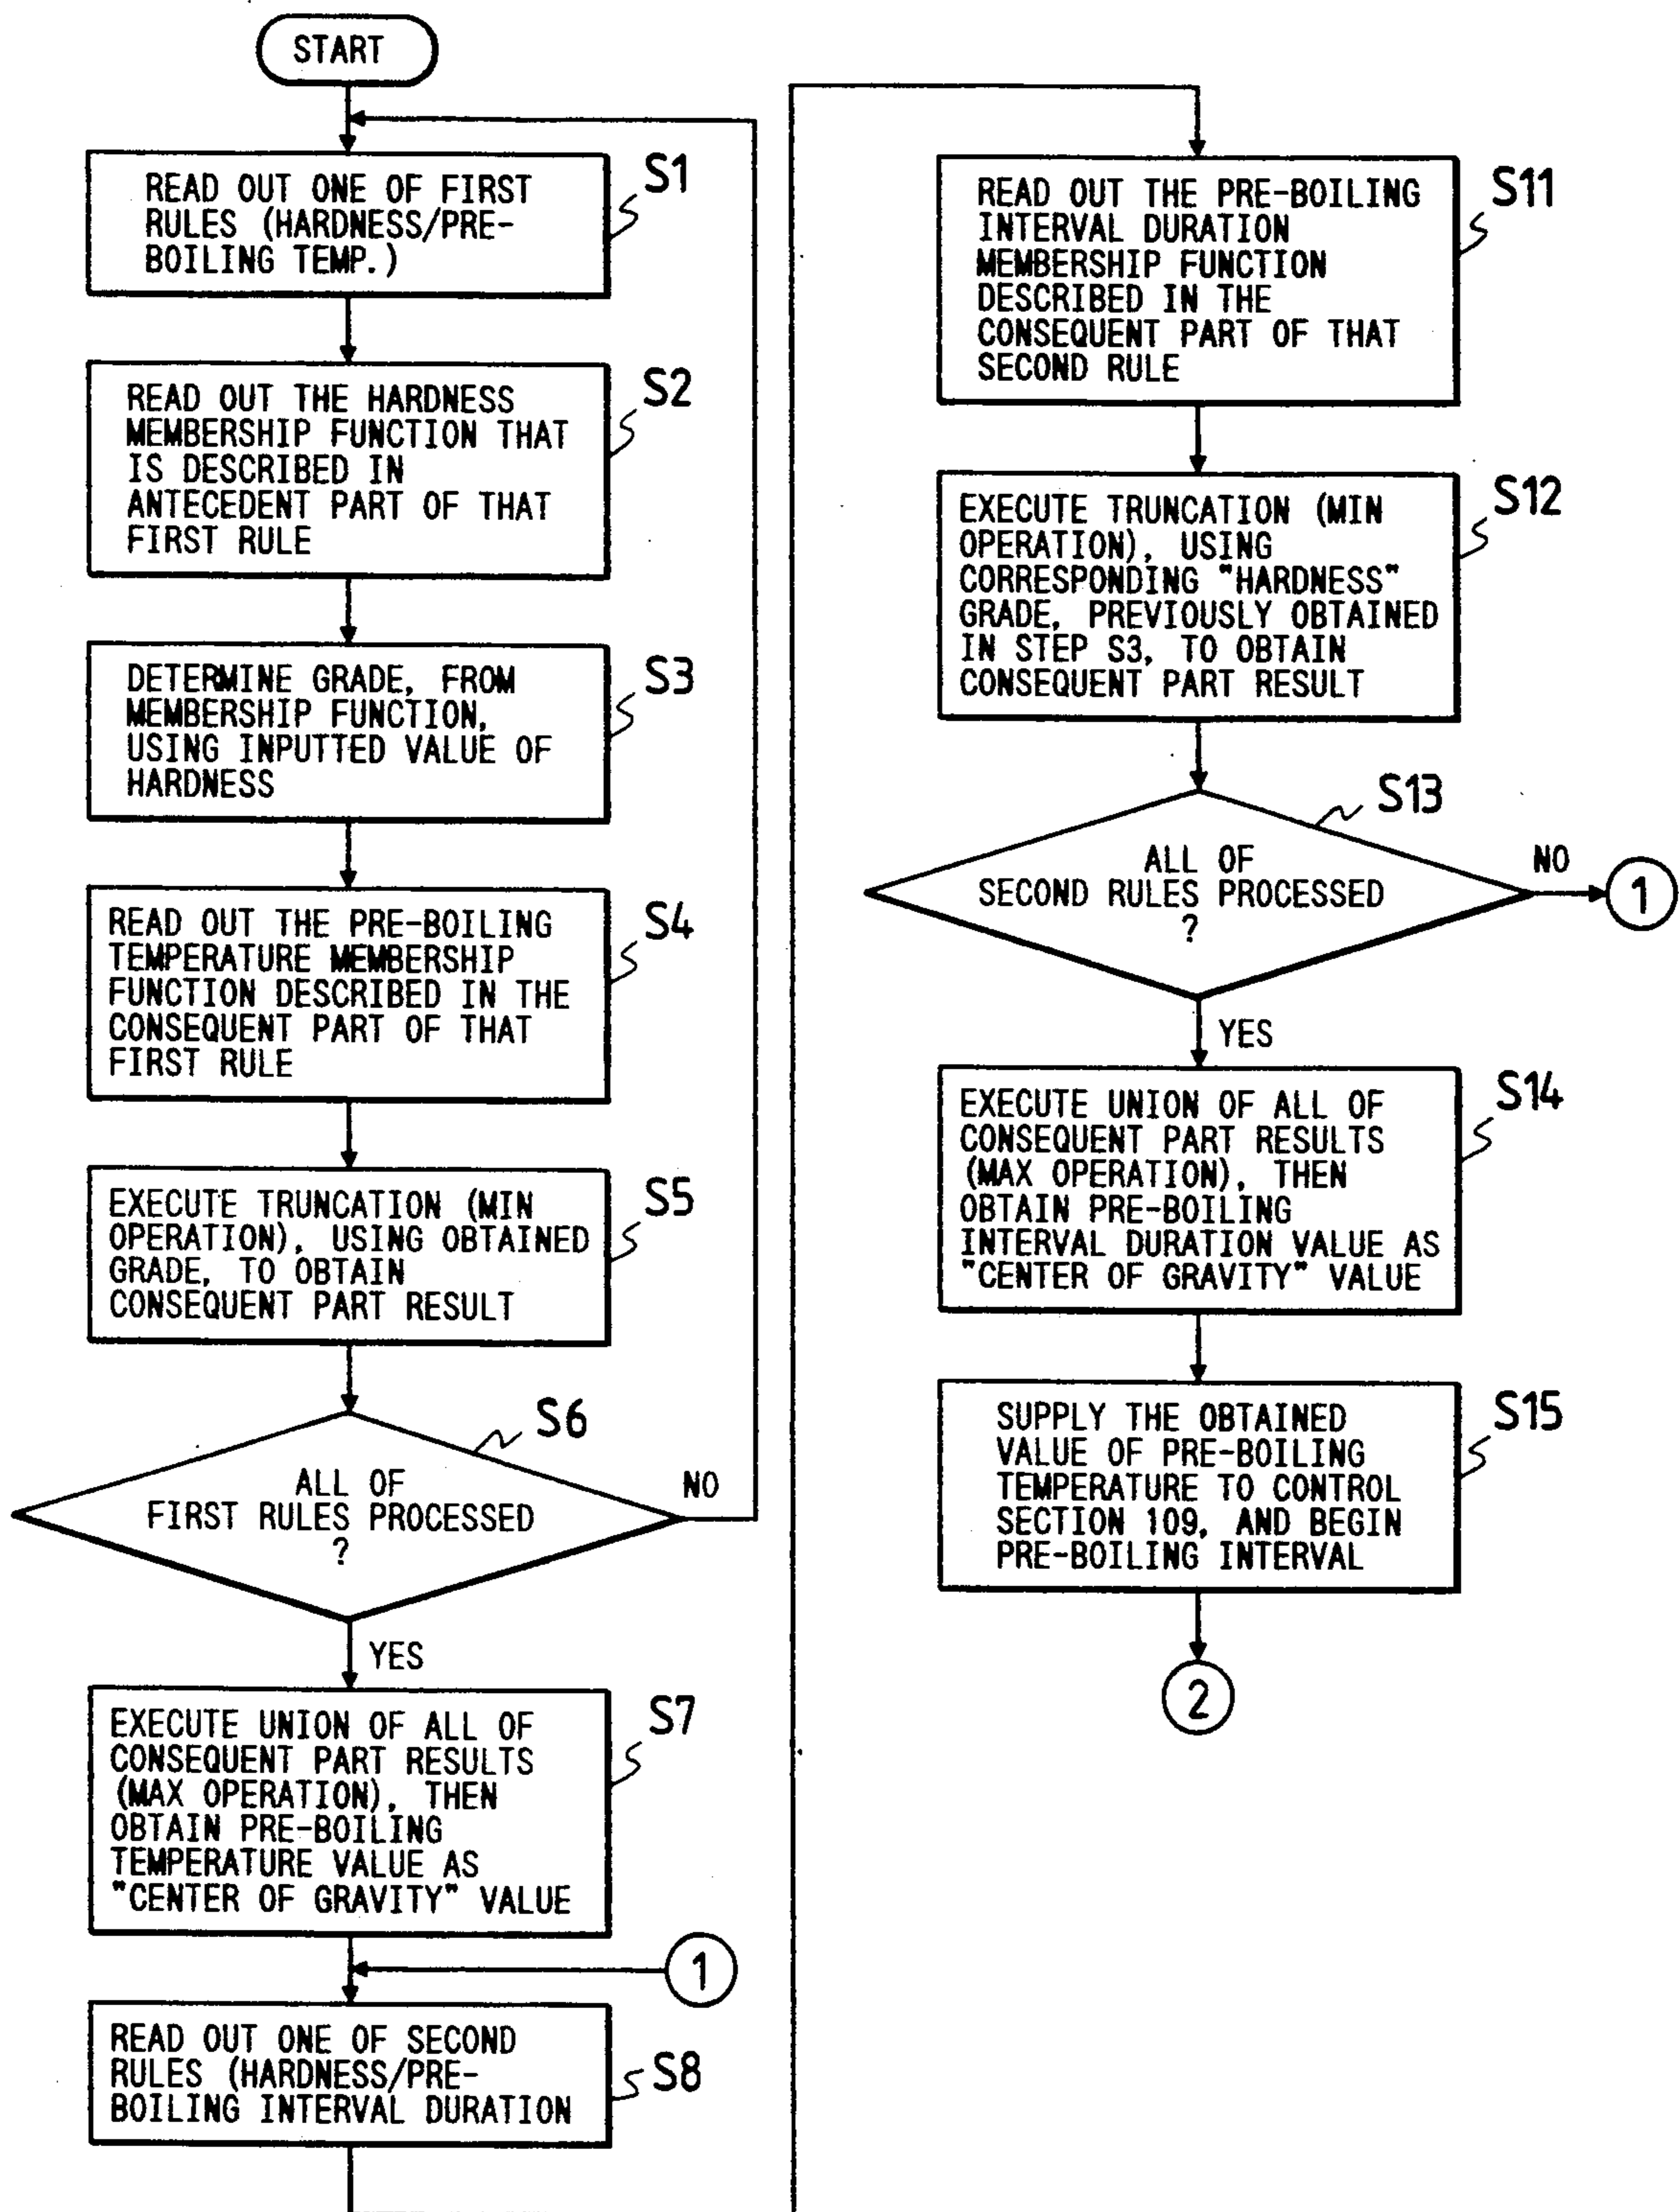 START
READ OUT ONE OF FIRST
RULES (HARDNESS/PRE-
BOILING TEMP.)
S1
READ OUT THE HARDNESS
MEMBERSHIP FUNCTION THAT
IS DESCRIBED IN
ANTECEDENT PART OF THAT
FIRST RULE
S2
DETERMINE GRADE, FROM
MEMBERSHIP FUNCTION,
USING INPUTTED VALUE OF
HARDNESS
S3
READ OUT THE PRE-BOILING
TEMPERATURE MEMBERSHIP
FUNCTION DESCRIBED IN THE
CONSEQUENT PART OF THAT
FIRST RULE
S4
EXECUTE TRUNCATION (MIN
OPERATION), USING OBTAINED
GRADE, TO OBTAIN
CONSEQUENT PART RESULT
S5
S6
ALL OF
FIRST RULES PROCESSED
?
NO
YES
EXECUTE UNION OF ALL OF
CONSEQUENT PART RESULTS
(MAX OPERATION), THEN
OBTAIN PRE-BOILING
TEMPERATURE VALUE AS
"CENTER OF GRAVITY" VALUE
S7
1
READ OUT ONE OF SECOND
RULES (HARDNESS/PRE-
BOILING INTERVAL DURATION
S8
READ OUT THE PRE-BOILING
INTERVAL DURATION
MEMBERSHIP FUNCTION
DESCRIBED IN THE
CONSEQUENT PART OF THAT
SECOND RULE
S11
EXECUTE TRUNCATION (MIN
OPERATION), USING
CORRESPONDING "HARDNESS"
GRADE, PREVIOUSLY OBTAINED
IN STEP S3, TO OBTAIN
CONSEQUENT PART RESULT
S12
S13
ALL OF
SECOND RULES PROCESSED
?
NO
1
YES
EXECUTE UNION OF ALL OF
CONSEQUENT PART RESULTS
(MAX OPERATION), THEN
OBTAIN PRE-BOILING
INTERVAL DURATION VALUE AS
"CENTER OF GRAVITY" VALUE
S14
SUPPLY THE OBTAINED
VALUE OF PRE-BOILING
TEMPERATURE TO CONTROL
SECTION 109, AND BEGIN
PRE-BOILING INTERVAL
S15
2